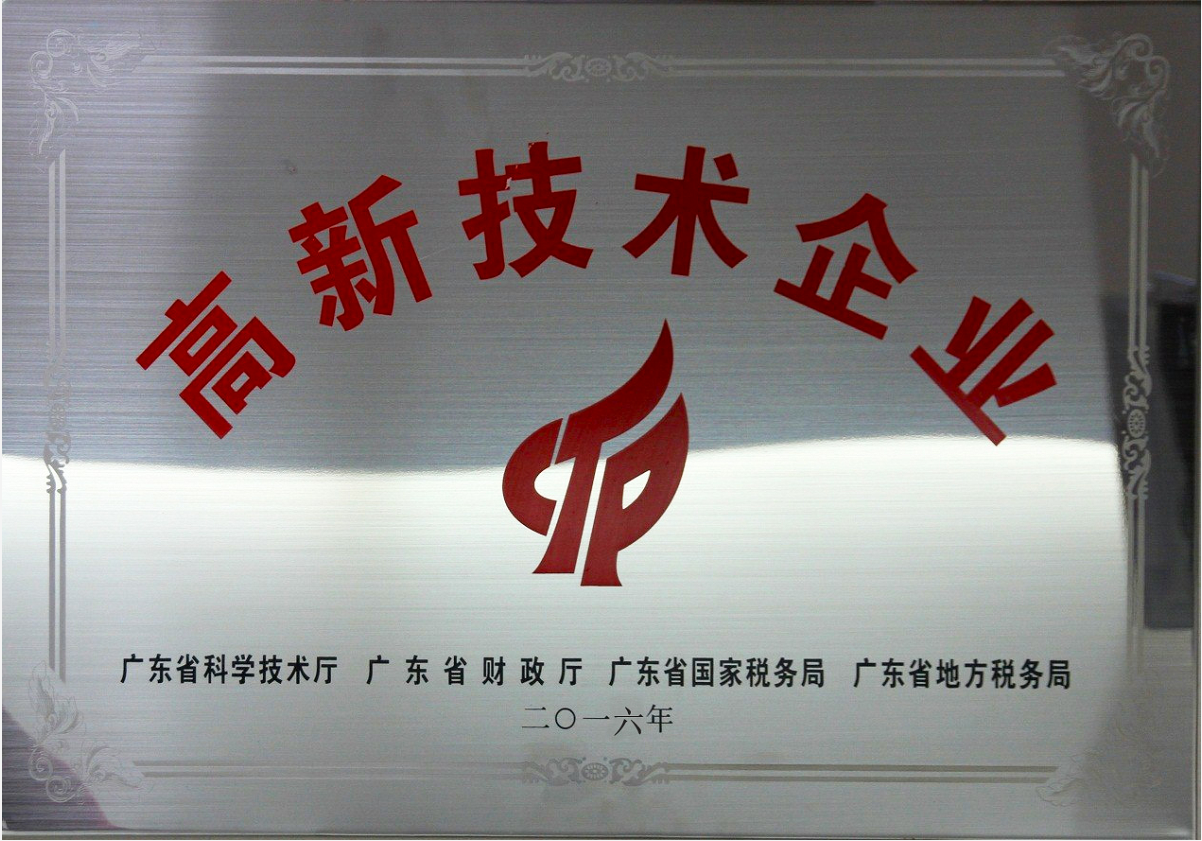 高新技术企业
广东省科学技术厅 广东省财政厅 广东省国家税务局 广东省地方税务局
二〇一六年